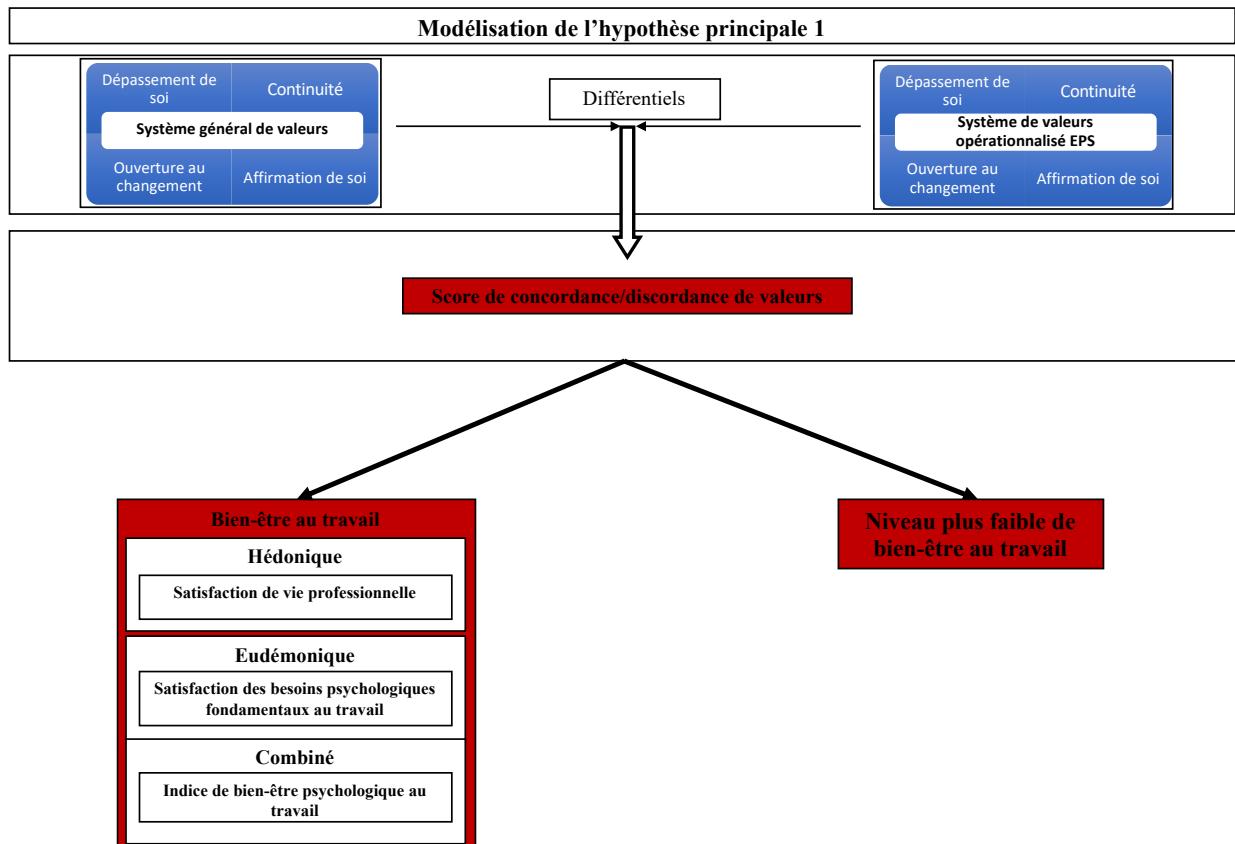 Modélisation de l'hypothèse principale 1
Dépassement de
soi
Continuité
Système général de valeurs
Ouverture au
changement
Affirmation de soi
Différentiels
Dépassement de
soi
Continuité
Système de valeurs
opérationnalisé EPS
Ouverture au
changement
Affirmation de soi
Score de concordance/discordance de valeurs
Bien-être au travail
Hédonique
Satisfaction de vie professionnelle
Eudémonique
Satisfaction des besoins psychologiques
fondamentaux au travail
Combiné
Indice de bien-être psychologique au
travail
Niveau plus faible de
bien-être au travail